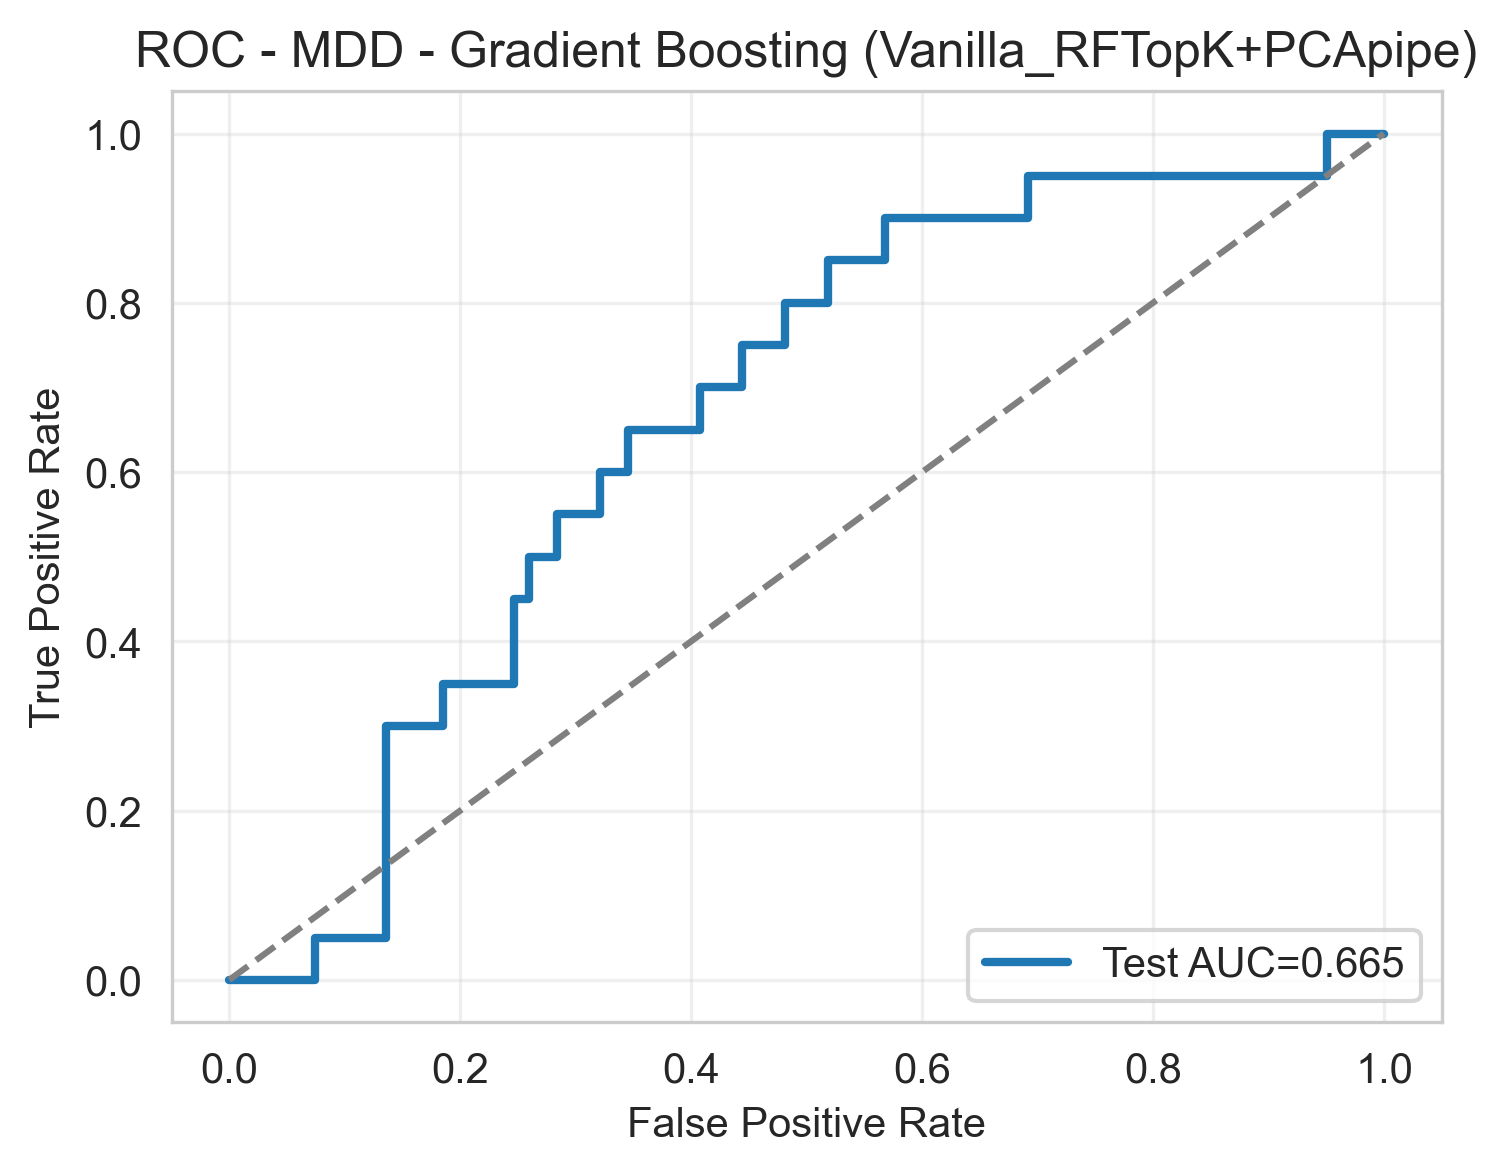 ROC - MDD - Gradient Boosting (Vanilla_RFTopK+PCApipe)
1.0
0.8
0.6
0.4
0.2
0.0
True Positive Rate
Test AUC=0.665
0.0 0.2 0.4 0.6 0.8 1.0
False Positive Rate